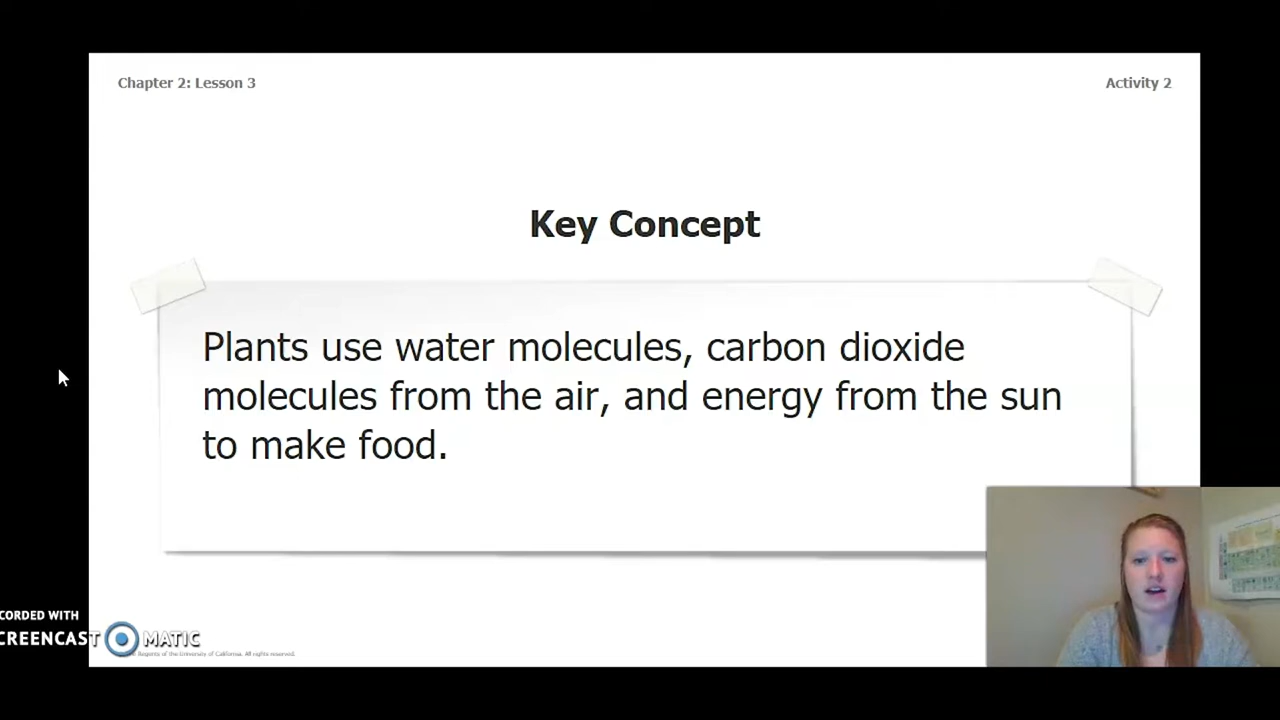 Chapter 2: Lesson 3
Activity 2
Key Concept
Plants use water molecules, carbon dioxide
molecules from the air, and energy from the sun
to make food.
CORDED WITH
CREENCAST MATIC
Regents of the University of California. All rights reserved.